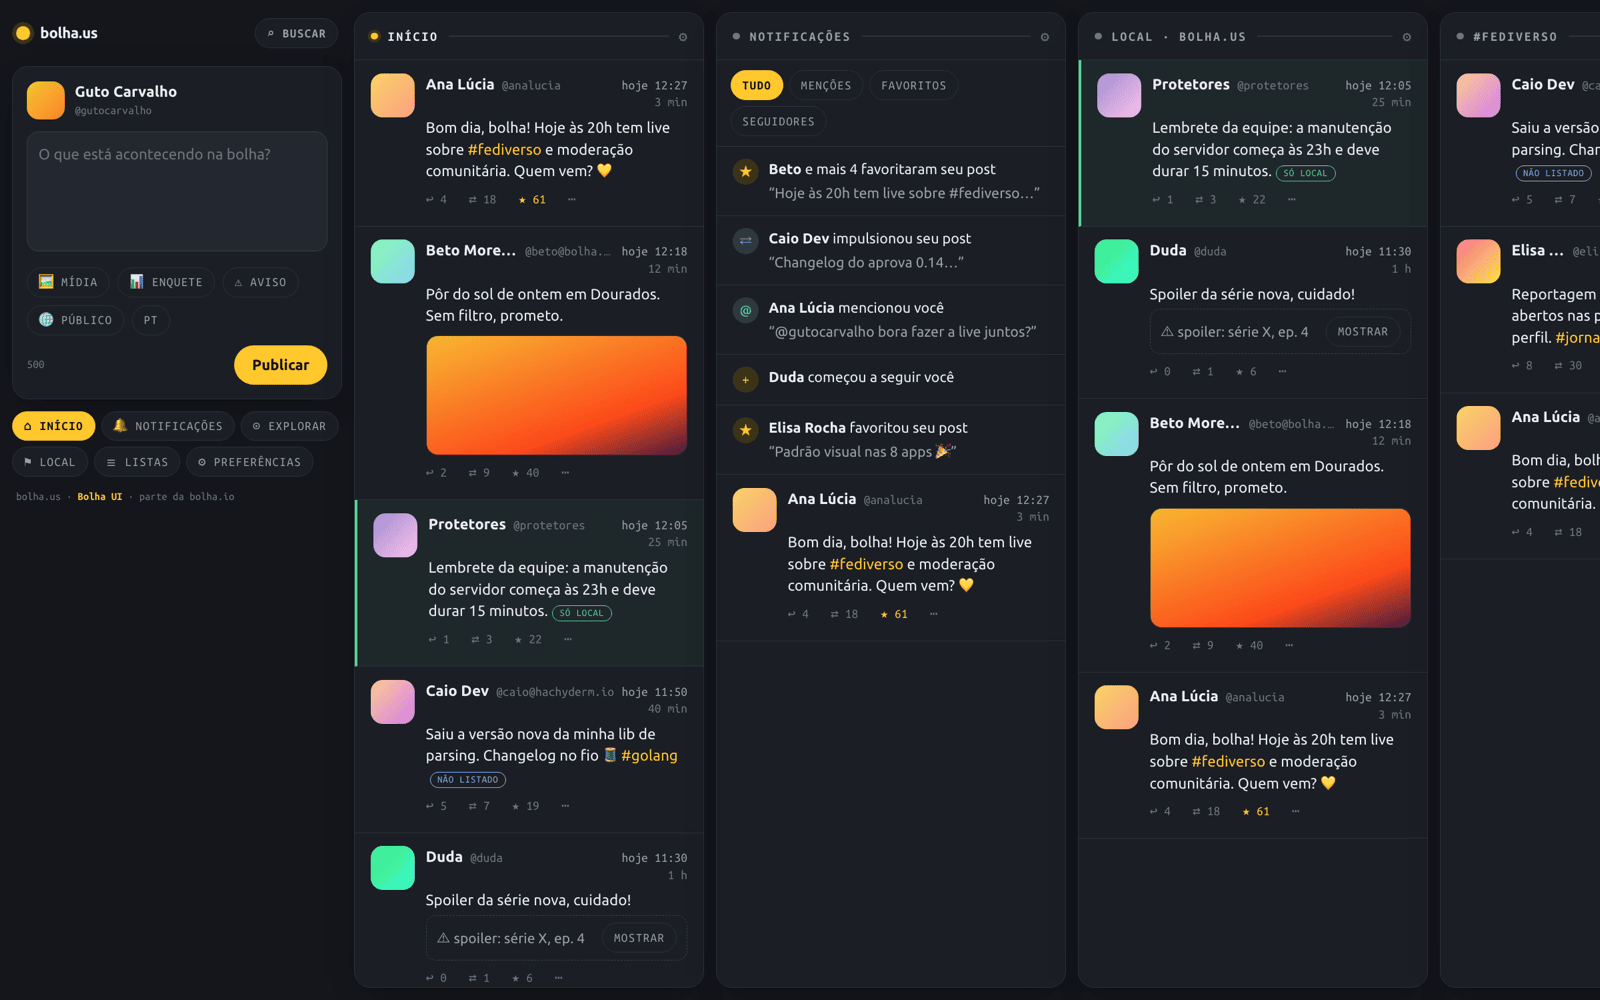 bolha.us
⌕ BUSCAR
Guto Carvalho
@gutocarvalho
O que está acontecendo na bolha?
🖼️ MÍDIA
📊 ENQUETE
⚠ AVISO
🌐 PÚBLICO
PT
500
Publicar
⌂ INÍCIO
🔔 NOTIFICAÇÕES
⊙ EXPLORAR
⚑ LOCAL
≡ LISTAS
⚙ PREFERÊNCIAS
bolha.us · Bolha UI · parte da bolha.io
INÍCIO
Ana Lúcia @analucia hoje 12:27
3 min
Bom dia, bolha! Hoje às 20h tem live
sobre #fediverso e moderação
comunitária. Quem vem? 💛
↩ 4 ⇄ 18 ★ 61 ⋯
Beto More… @beto@bolha.… hoje 12:18
12 min
Pôr do sol de ontem em Dourados.
Sem filtro, prometo.
↩ 2 ⇄ 9 ★ 40 ⋯
Protetores @protetores hoje 12:05
25 min
Lembrete da equipe: a manutenção
do servidor começa às 23h e deve
durar 15 minutos. SÓ LOCAL
↩ 1 ⇄ 3 ★ 22 ⋯
Caio Dev @caio@hachyderm.io hoje 11:50
40 min
Saiu a versão nova da minha lib de
parsing. Changelog no fio 🧵 #golang
NÃO LISTADO
↩ 5 ⇄ 7 ★ 19 ⋯
Duda @duda hoje 11:30
1 h
Spoiler da série nova, cuidado!
⚠ spoiler: série X, ep. 4 MOSTRAR
↩ 0 ⇄ 1 ★ 6 ⋯
NOTIFICAÇÕES
TUDO
MENÇÕES
FAVORITOS
SEGUIDORES
★ Beto e mais 4 favoritaram seu post
“Hoje às 20h tem live sobre #fediverso…”
⇄ Caio Dev impulsionou seu post
“Changelog do aprova 0.14…”
@ Ana Lúcia mencionou você
“@gutocarvalho bora fazer a live juntos?”
+ Duda começou a seguir você
★ Elisa Rocha favoritou seu post
“Padrão visual nas 8 apps 🎉”
Ana Lúcia @analucia hoje 12:27
3 min
Bom dia, bolha! Hoje às 20h tem live
sobre #fediverso e moderação
comunitária. Quem vem? 💛
↩ 4 ⇄ 18 ★ 61 ⋯
LOCAL · BOLHA.US
Protetores @protetores hoje 12:05
25 min
Lembrete da equipe: a manutenção
do servidor começa às 23h e deve
durar 15 minutos. SÓ LOCAL
↩ 1 ⇄ 3 ★ 22 ⋯
Duda @duda hoje 11:30
1 h
Spoiler da série nova, cuidado!
⚠ spoiler: série X, ep. 4 MOSTRAR
↩ 0 ⇄ 1 ★ 6 ⋯
Beto More… @beto@bolha.… hoje 12:18
12 min
Pôr do sol de ontem em Dourados.
Sem filtro, prometo.
↩ 2 ⇄ 9 ★ 40 ⋯
Ana Lúcia @analucia hoje 12:27
3 min
Bom dia, bolha! Hoje às 20h tem live
sobre #fediverso e moderação
comunitária. Quem vem? 💛
↩ 4 ⇄ 18 ★ 61 ⋯
#FEDIVERSO
Caio Dev @ca
Saiu a versão
parsing. Chan
NÃO LISTADO
↩ 5 ⇄ 7
Elisa … @eli
Reportagem
abertos nas p
perfil. #jorna
↩ 8 ⇄ 30
Ana Lúcia @a
Bom dia, bolh
sobre #fedive
comunitária.
↩ 4 ⇄ 18